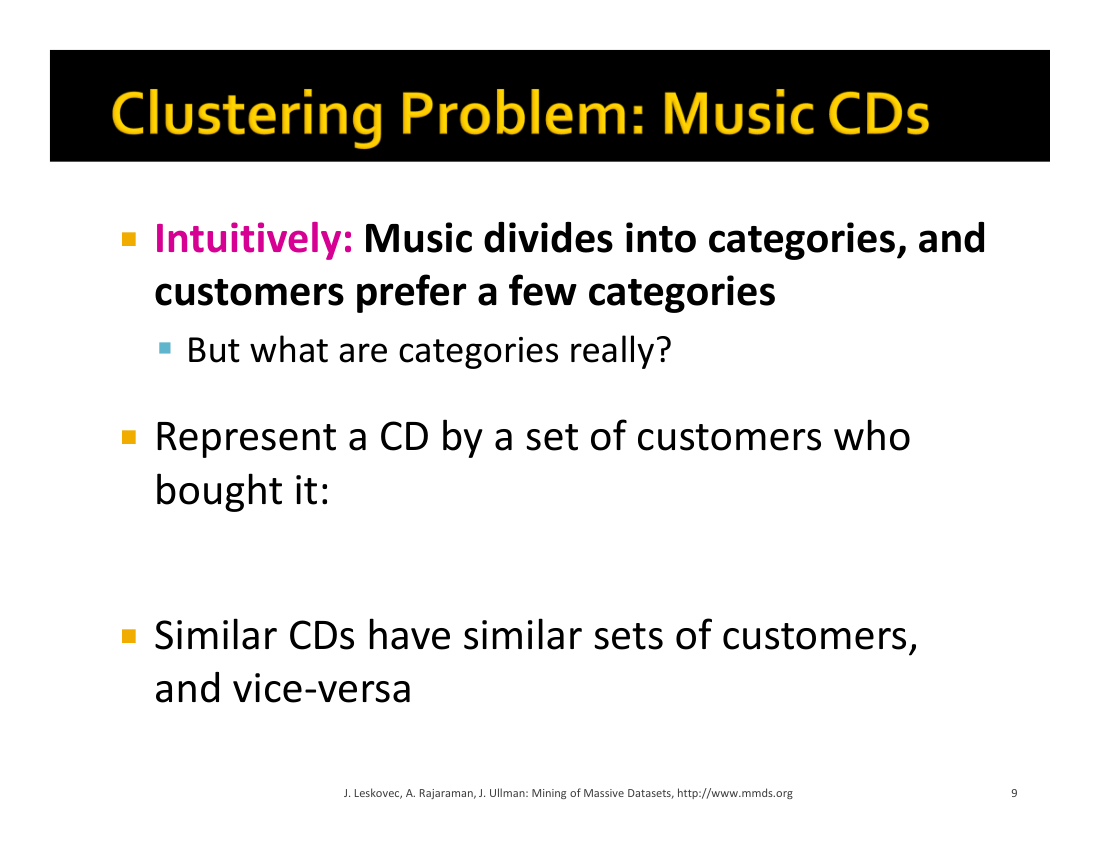 Clustering Problem: Music CDs
Intuitively: Music divides into categories, and
customers prefer a few categories
But what are categories really?
Represent a CD by a set of customers who
bought it:
Similar CDs have similar sets of customers,
and vice-versa
J. Leskovec, A. Rajaraman, J. Ullman: Mining of Massive Datasets, http://www.mmds.org
9